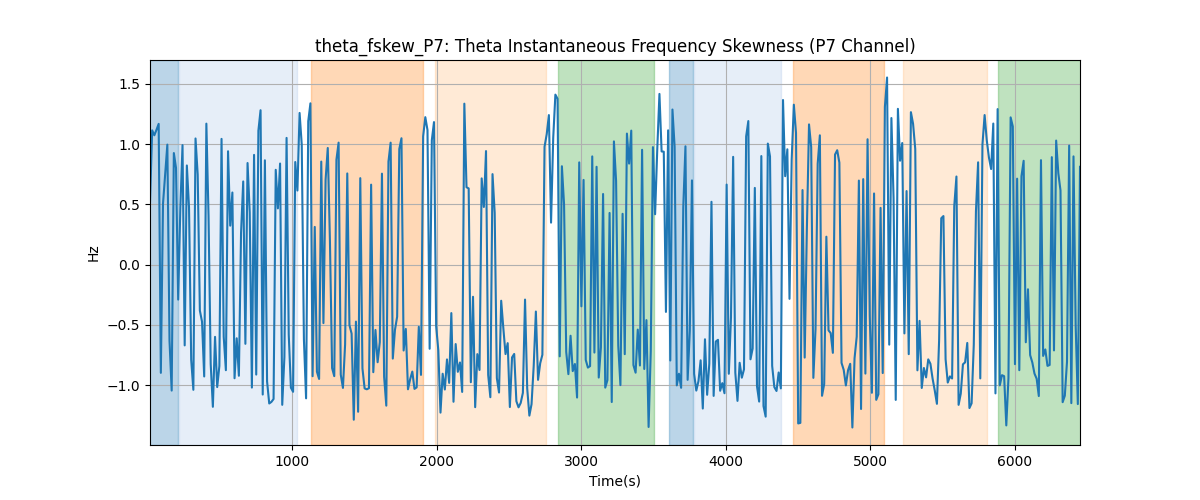 theta_fskew_P7: Theta Instantaneous Frequency Skewness (P7 Channel)
Hz
1.5
1.0
0.5
0.0
−0.5
−1.0
1000 2000 3000 4000 5000 6000
Time(s)